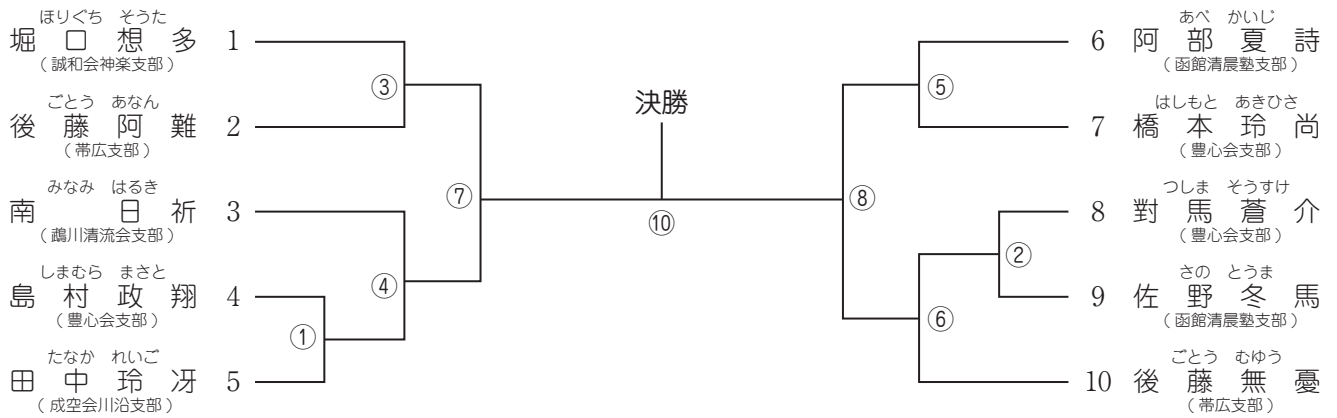 ほりぐち そうた
堀口想多 1
(誠和会神楽支部)
③
ごとう あなん
後藤阿難 2
(帯広支部)
⑦
みなみ はるき
南 日祈 3
(鵡川清流会支部)
④
しまむら まさと
島村政翔 4
(豊心会支部)
①
たなか れいご
田中玲冴 5
(成空会川沿支部)
決勝
⑩
あべ かいじ
6 阿部夏詩
(函館清晨塾支部)
⑤
はしもと あきひさ
7 橋本玲尚
(豊心会支部)
⑧
つしま そうすけ
8 對馬蒼介
(豊心会支部)
②
さの とうま
9 佐野冬馬
(函館清晨塾支部)
⑥
ごとう むゆう
10 後藤無憂
(帯広支部)